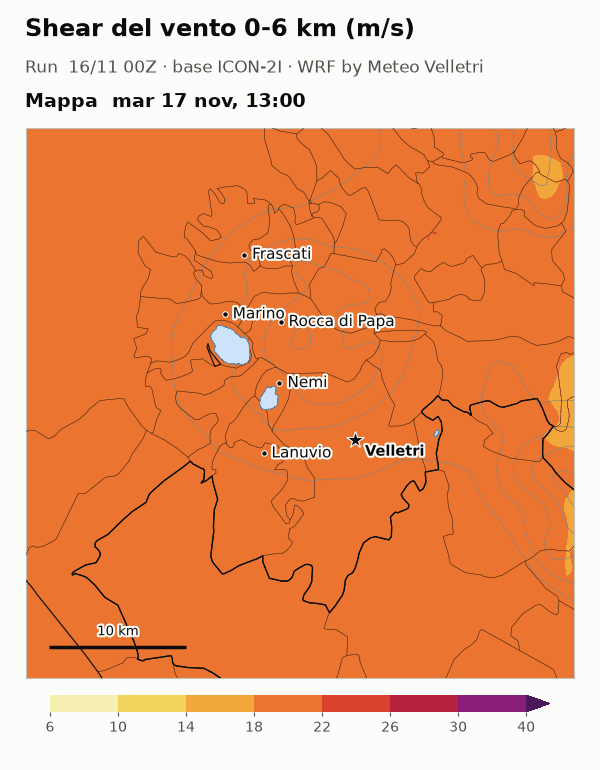 Shear del vento 0-6 km (m/s)
Run  16/11 00Z · base ICON-2I · WRF by Meteo Velletri
Mappa  mar 17 nov, 13:00
Frascati
Marino
Rocca di Papa
Nemi
Velletri
Lanuvio
10 km
6 10 14 18 22 26 30 40